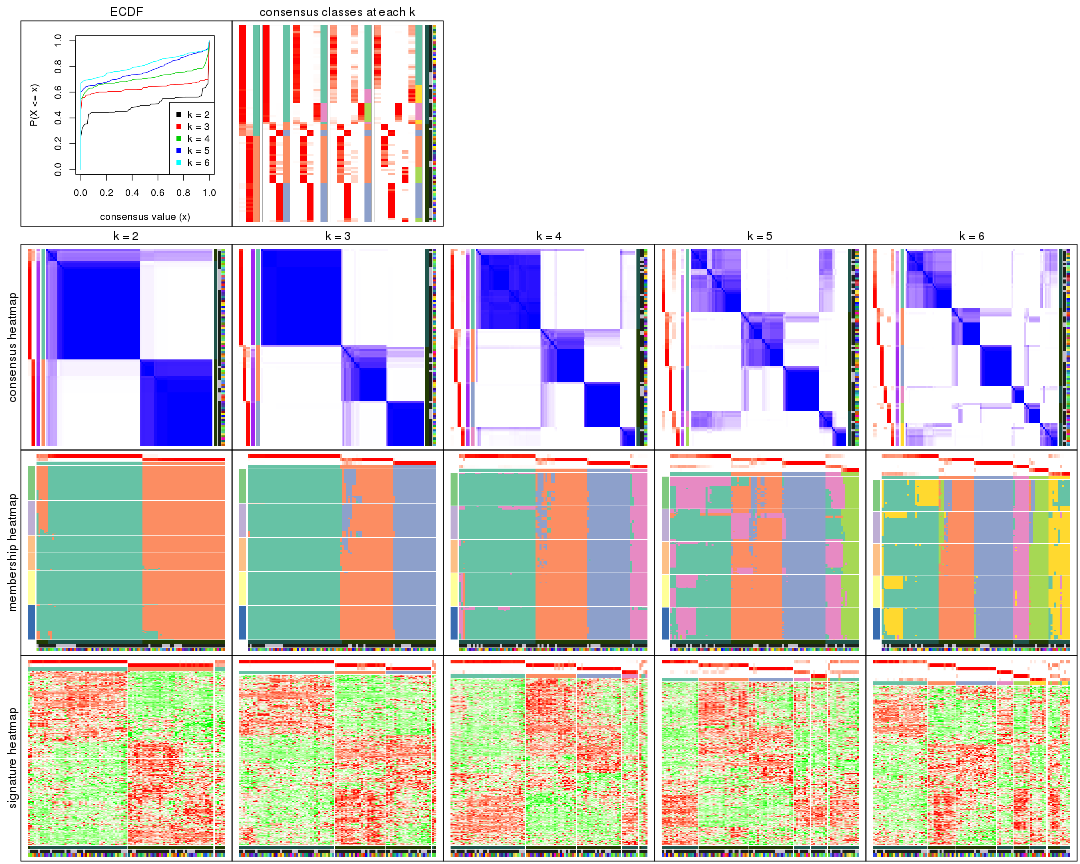 ECDF
consensus classes at each k
P(X <= x)
0.0 0.2 0.4 0.6 0.8 1.0
k = 2
k = 3
k = 4
k = 5
k = 6
0.0 0.2 0.4 0.6 0.8 1.0
consensus value (x)
k = 2
k = 3
k = 4
k = 5
k = 6
consensus heatmap
membership heatmap
signature heatmap